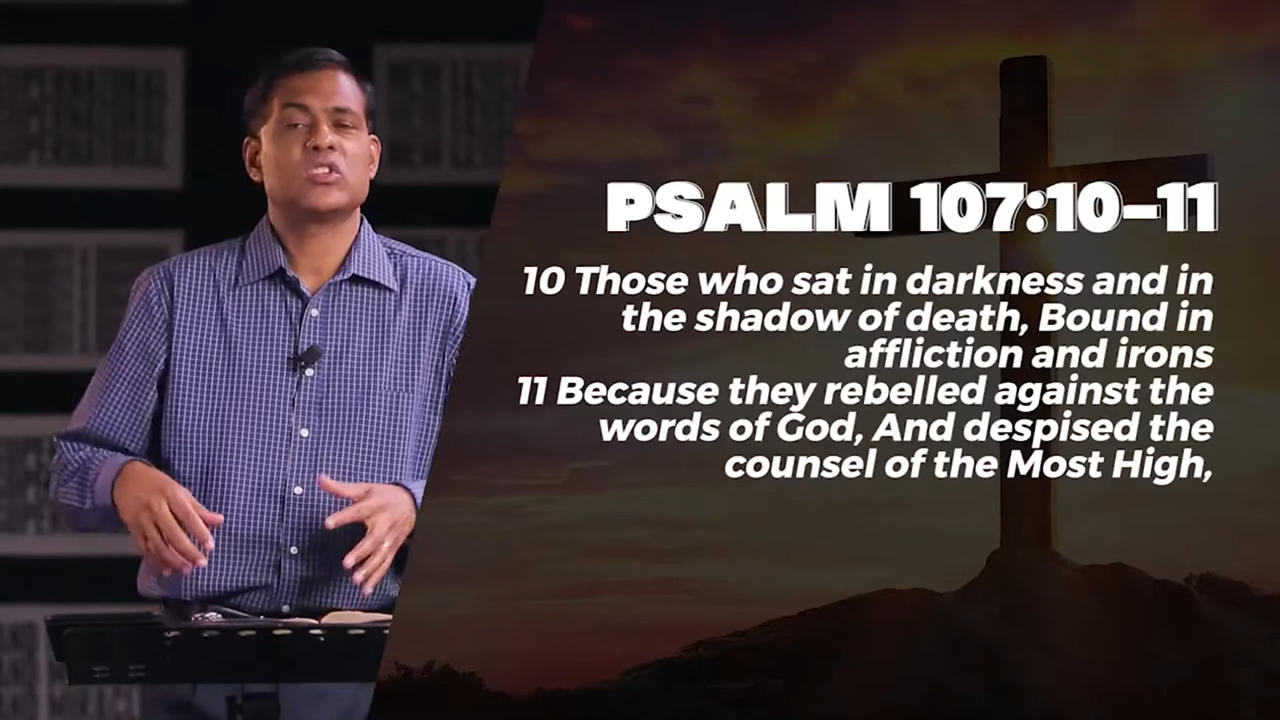 PSALM 107:10–11
10 Those who sat in darkness and in
the shadow of death, Bound in
affliction and irons
11 Because they rebelled against the
words of God, And despised the
counsel of the Most High,